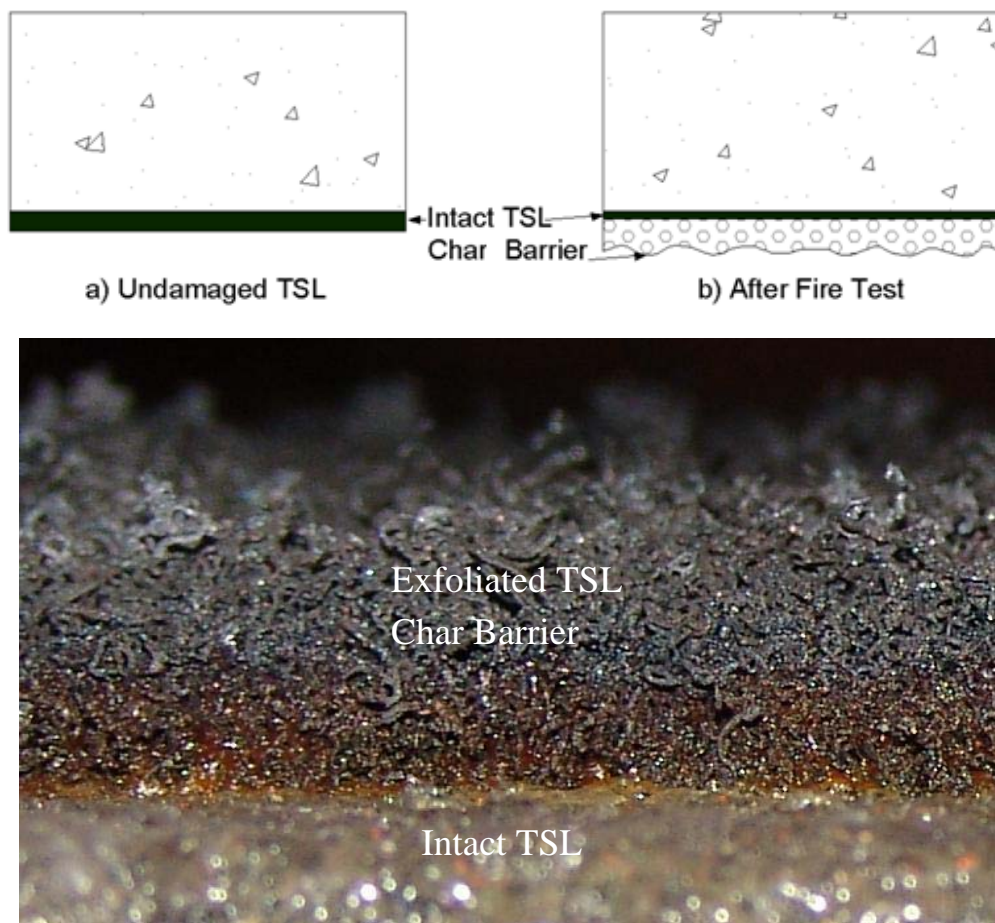 Intact TSL
Char Barrier
a) Undamaged TSL
b) After Fire Test
Exfoliated TSL
Char Barrier
Intact TSL